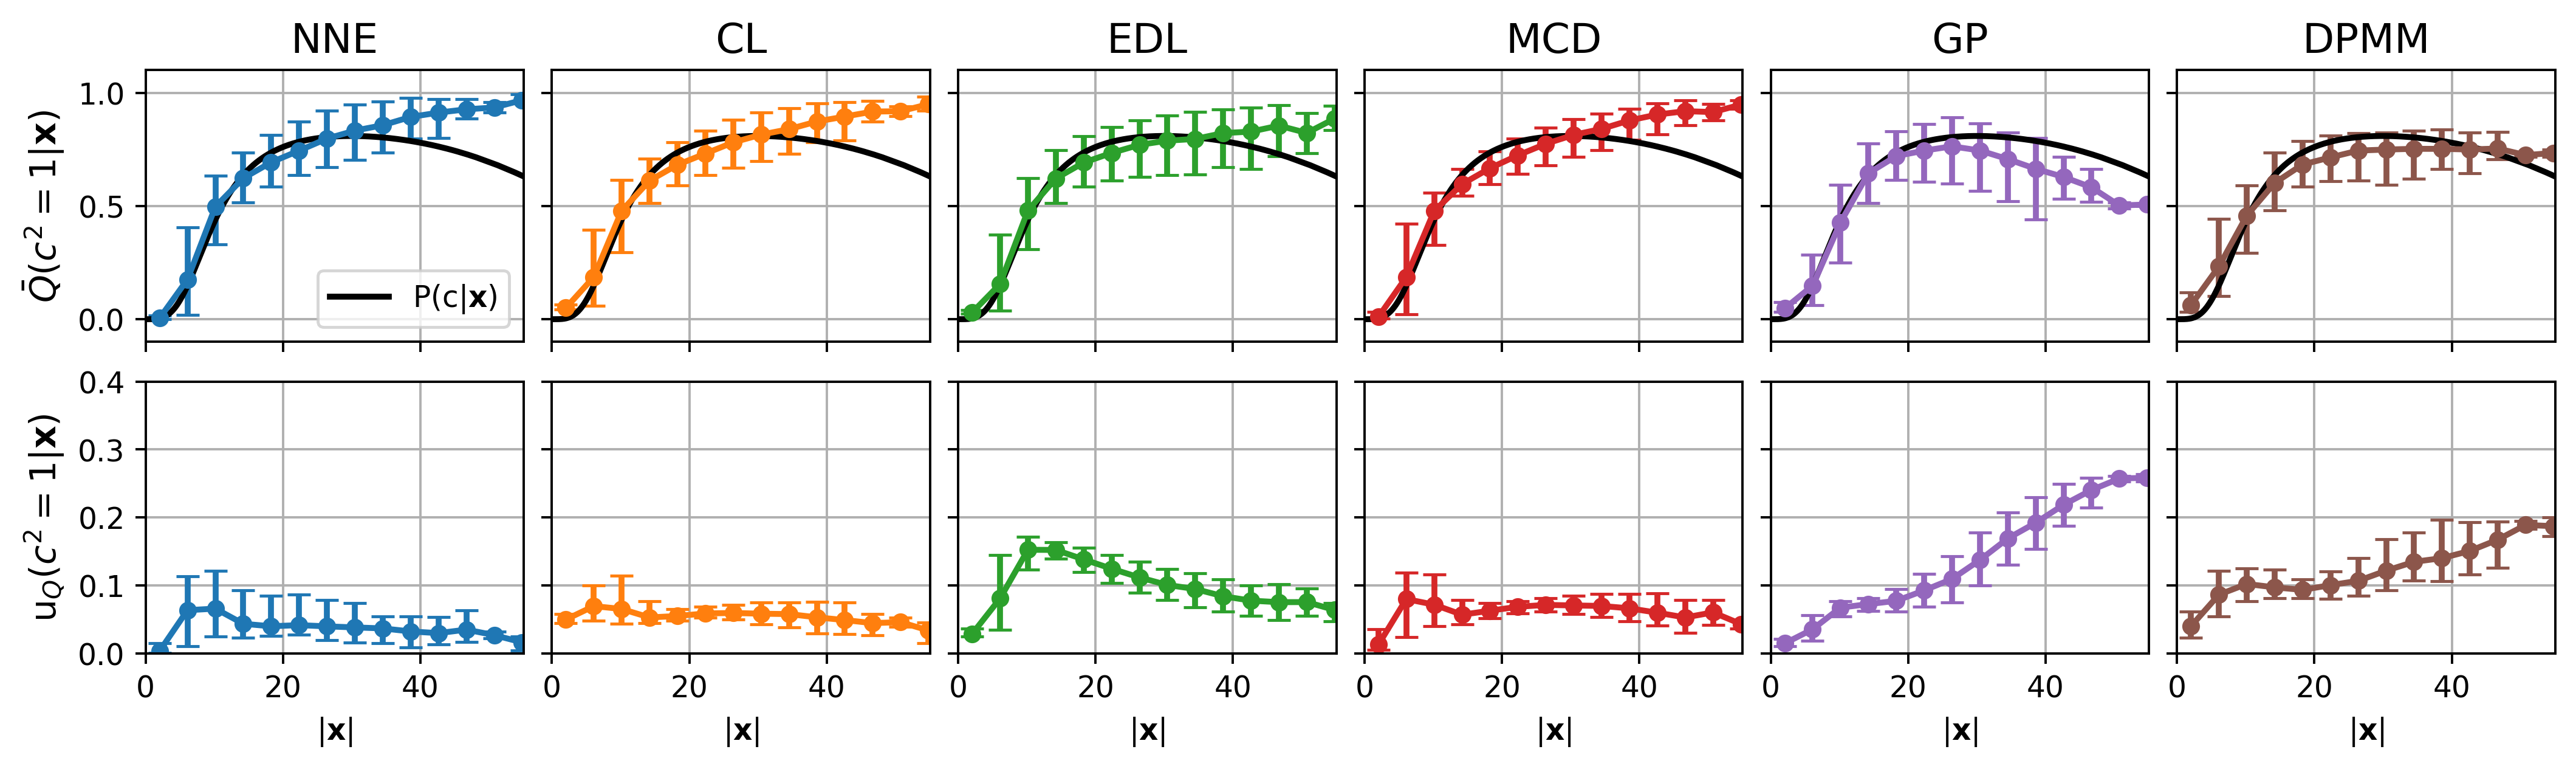 NNE CL EDL MCD GP DPMM
Q̄(c² = 1|x)
1.0
0.5
0.0
P(c|x)
u_Q(c² = 1|x)
0.4
0.3
0.2
0.1
0.0
0 20 40 0 20 40 0 20 40 0 20 40 0 20 40 0 20 40
|x| |x| |x| |x| |x| |x|